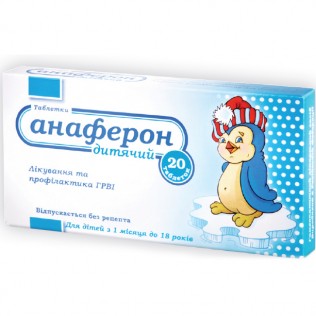 Таблетки
анаферон
дитячий
20
таблеток
Лікування та
профілактика ГРВІ
Відпускається без рецепта
Для дітей з 1 місяця до 18 років